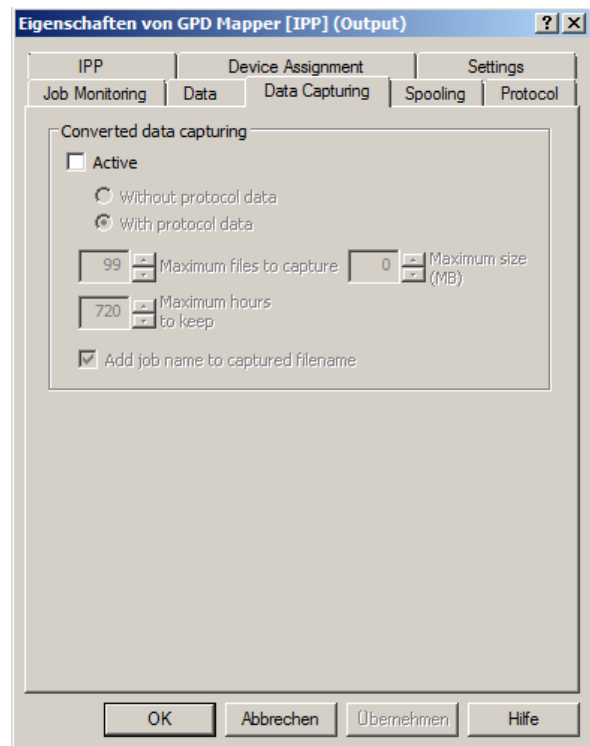 Eigenschaften von GPD Mapper [IPP] (Output)
IPP Device Assignment Settings
Job Monitoring Data Data Capturing Spooling Protocol
Converted data capturing
Active
Without protocol data
With protocol data
99 Maximum files to capture 0 Maximum size
(MB)
720 Maximum hours
to keep
Add job name to captured filename
OK Abbrechen Übernehmen Hilfe